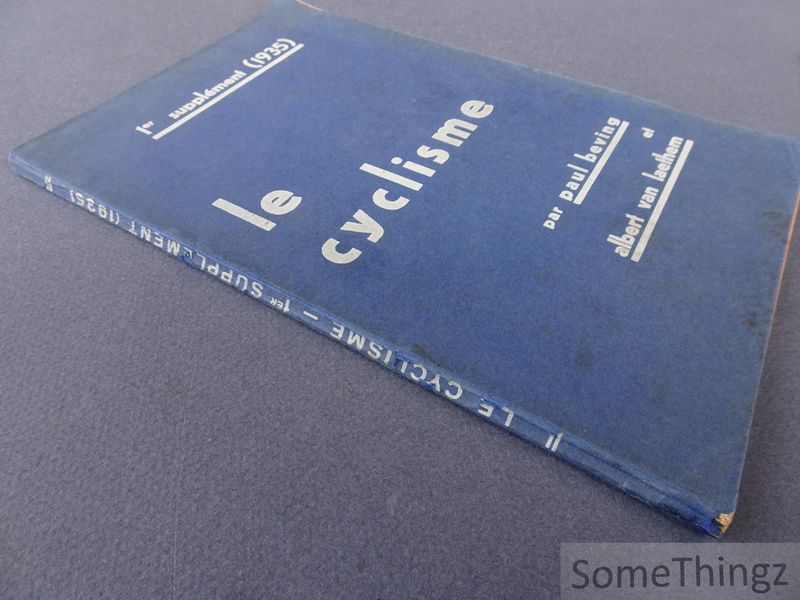 1er supplément (1935)
le
cyclisme
par paul beving
et
albert van laethem
LE CYCLISME — 1ER SUPPLEMENT (1935)
SomeThingz